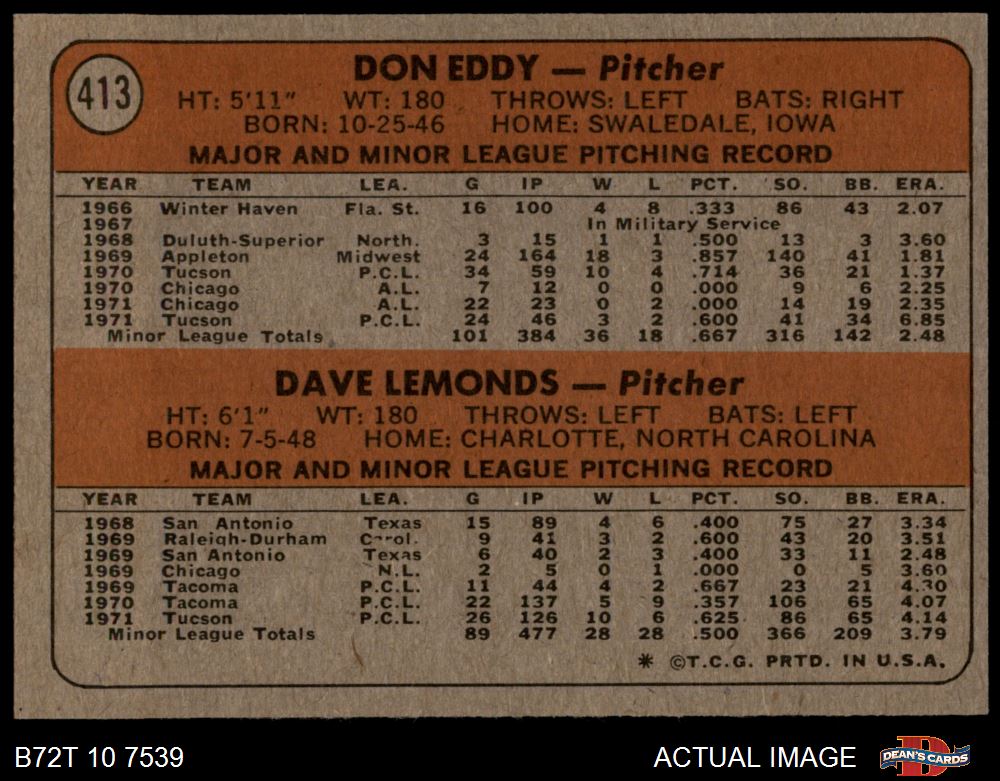 413
DON EDDY — Pitcher
HT: 5'11" WT: 180 THROWS: LEFT BATS: RIGHT
BORN: 10-25-46 HOME: SWALEDALE, IOWA
MAJOR AND MINOR LEAGUE PITCHING RECORD
YEAR TEAM LEA. G IP W L PCT. SO. BB. ERA.
1966 Winter Haven Fla. St. 16 100 4 8 .333 86 43 2.07
1967 In Military Service
1968 Duluth-Superior North. 3 15 1 1 .500 13 3 3.60
1969 Appleton Midwest 24 164 18 3 .857 140 41 1.81
1970 Tucson P.C.L. 34 59 10 4 .714 36 21 1.37
1970 Chicago A.L. 7 12 0 0 .000 9 6 2.25
1971 Chicago A.L. 22 23 0 2 .000 14 19 2.35
1971 Tucson P.C.L. 24 46 3 2 .600 41 34 6.85
Minor League Totals 101 384 36 18 .667 316 142 2.48
DAVE LEMONDS — Pitcher
HT: 6'1" WT: 180 THROWS: LEFT BATS: LEFT
BORN: 7-5-48 HOME: CHARLOTTE, NORTH CAROLINA
MAJOR AND MINOR LEAGUE PITCHING RECORD
YEAR TEAM LEA. G IP W L PCT. SO. BB. ERA.
1968 San Antonio Texas 15 89 4 6 .400 75 27 3.34
1969 Raleigh-Durham Carol. 9 41 3 2 .600 43 20 3.51
1969 San Antonio Texas 6 40 2 3 .400 33 11 2.48
1969 Chicago N.L. 2 5 0 1 .000 0 5 3.60
1969 Tacoma P.C.L. 11 44 4 2 .667 23 21 4.30
1970 Tacoma P.C.L. 22 137 5 9 .357 106 65 4.07
1971 Tucson P.C.L. 26 126 10 6 .625 86 65 4.14
Minor League Totals 89 477 28 28 .500 366 209 3.79
* ©T.C.G. PRTD. IN U.S.A.
B72T 10 7539 ACTUAL IMAGE DEAN'S CARDS